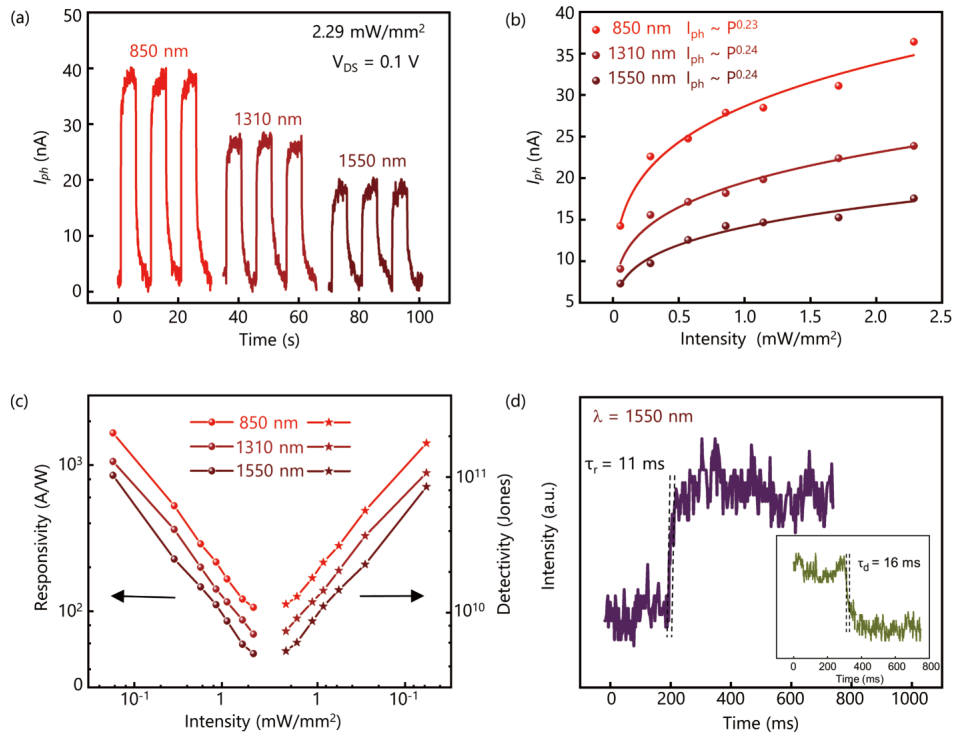 (a)
2.29 mW/mm²
V_DS = 0.1 V
850 nm
1310 nm
1550 nm
50
40
30
20
10
0
I_ph (nA)
0 20 40 60 80 100
Time (s)
(b)
850 nm I_ph ~ P^0.23
1310 nm I_ph ~ P^0.24
1550 nm I_ph ~ P^0.24
40
35
30
25
20
15
10
5
I_ph (nA)
0 0.5 1.0 1.5 2.0 2.5
Intensity (mW/mm²)
(c)
850 nm
1310 nm
1550 nm
10³
10²
0
Responsivity (A/W)
10¹¹
10¹⁰
Detectivity (Jones)
10⁻¹ 1 1 10⁻¹
Intensity (mW/mm²)
(d)
λ = 1550 nm
τ_r = 11 ms
Intensity (a.u.)
τ_d = 16 ms
0 200 400 600 800
Time (ms)
0 200 400 600 800 1000
Time (ms)